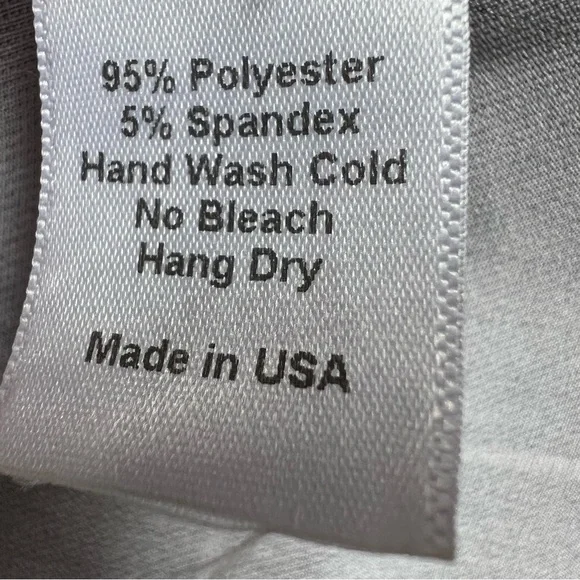 95% Polyester
5% Spandex
Hand Wash Cold
No Bleach
Hang Dry
Made in USA